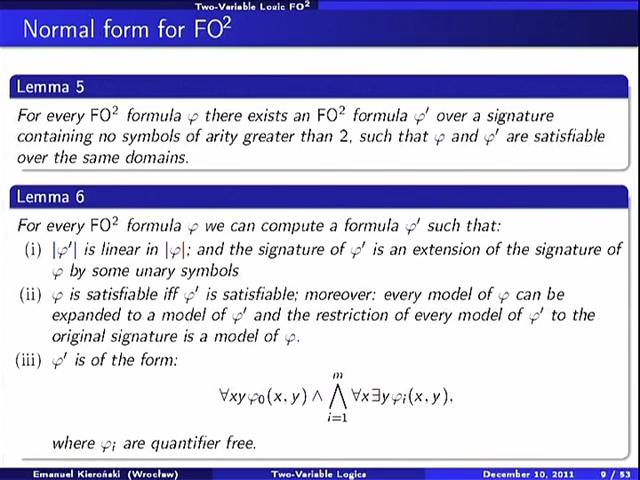 Two-Variable Logic FO²
Normal form for FO²
Lemma 5
For every FO² formula φ there exists an FO² formula φ′ over a signature
containing no symbols of arity greater than 2, such that φ and φ′ are satisfiable
over the same domains.
Lemma 6
For every FO² formula φ we can compute a formula φ′ such that:
(i) |φ′| is linear in |φ|; and the signature of φ′ is an extension of the signature of
φ by some unary symbols
(ii) φ is satisfiable iff φ′ is satisfiable; moreover: every model of φ can be
expanded to a model of φ′ and the restriction of every model of φ′ to the
original signature is a model of φ.
(iii) φ′ is of the form:
∀xyφ₀(x, y) ∧ ⋀ᵢ₌₁ᵐ ∀x∃yφᵢ(x, y),
where φᵢ are quantifier free.
Emanuel Kieroński (Wrocław) Two-Variable Logics December 10, 2011 9 / 53